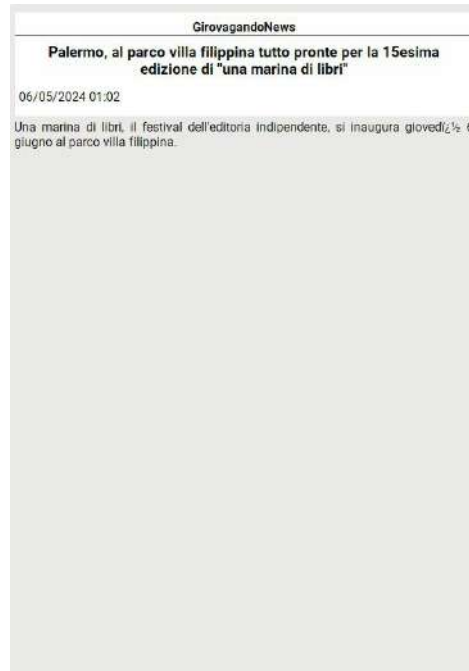 GirovagandoNews
Palermo, al parco villa filippina tutto pronte per la 15esima
edizione di "una marina di libri"
06/05/2024 01:02
Una marina di libri, il festival dell'editoria indipendente, si inaugura giovedï¿½
giugno al parco villa filippina.